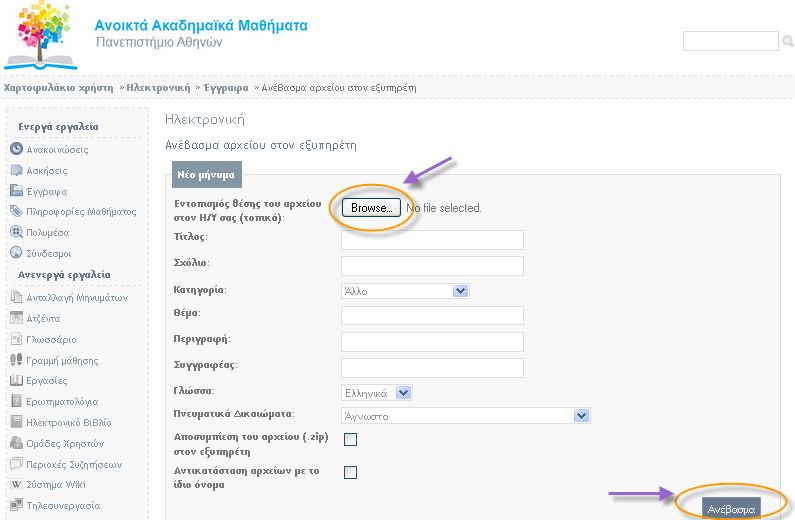 Ανοικτά Ακαδημαϊκά Μαθήματα
Πανεπιστήμιο Αθηνών
Χαρτοφυλάκιο χρήστη » Ηλεκτρονική » Έγγραφα » Ανέβασμα αρχείου στον εξυπηρέτη
Ενεργά εργαλεία
Ανακοινώσεις
Ασκήσεις
Έγγραφα
Πληροφορίες Μαθήματος
Πολυμέσα
Σύνδεσμοι
Ανενεργά εργαλεία
Ανταλλαγή Μηνυμάτων
Ατζέντα
Γλωσσάριο
Γραμμή μάθησης
Εργασίες
Ερωτηματολόγια
Ηλεκτρονικό Βιβλίο
Ομάδες Χρηστών
Περιοχές Συζητήσεων
W Σύστημα Wiki
Τηλεσυνεργασία
Ηλεκτρονική
Ανέβασμα αρχείου στον εξυπηρέτη
Νέο μήνυμα
Εντοπισμός θέσης του αρχείου
στον Η/Υ σας (τοπικά):
Browse... No file selected.
Τίτλος:
Σχόλιο:
Κατηγορία: Άλλο
Θέμα:
Περιγραφή:
Συγγραφέας:
Γλώσσα: Ελληνικά
Πνευματικά Δικαιώματα: Άγνωστο
Αποσυμπίεση του αρχείου (.zip)
στον εξυπηρέτη
Αντικατάσταση αρχείων με το
ίδιο όνομα
Ανέβασμα